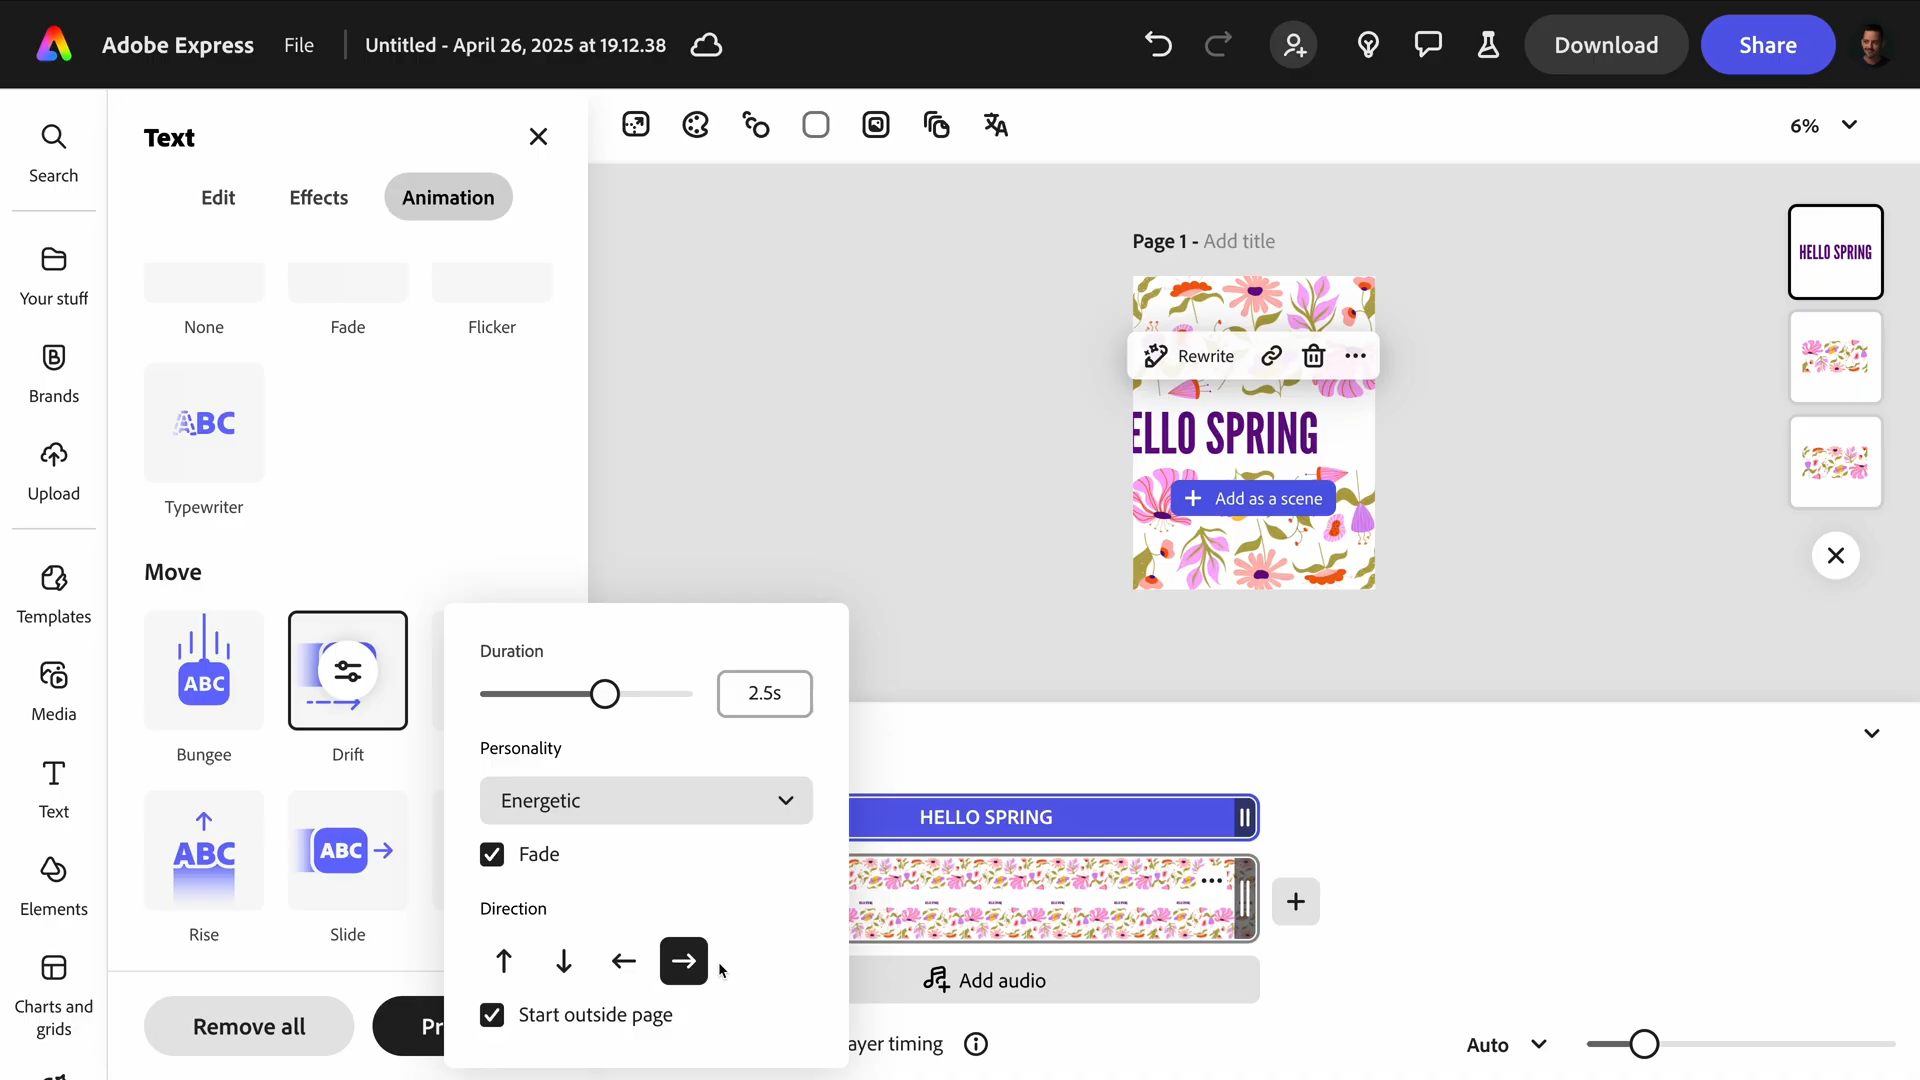 Adobe Express
File
Untitled - April 26, 2025 at 19.12.38
Download
Share
Search
Your stuff
Brands
Upload
Templates
Media
Text
Elements
Charts and
grids
Text
Edit
Effects
Animation
None
Fade
Flicker
ABC
Typewriter
Move
ABC
Bungee
Drift
ABC
Rise
ABC
Slide
Remove all
Pr
Duration
2.5s
Personality
Energetic
Fade
Direction
Start outside page
6%
Page 1 - Add title
Rewrite
ELLO SPRING
Add as a scene
HELLO SPRING
HELLO SPRING
Add audio
ayer timing
Auto